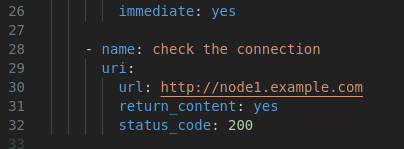 26 immediate: yes
27
28 - name: check the connection
29 uri:
30 url: http://node1.example.com
31 return_content: yes
32 status_code: 200
33